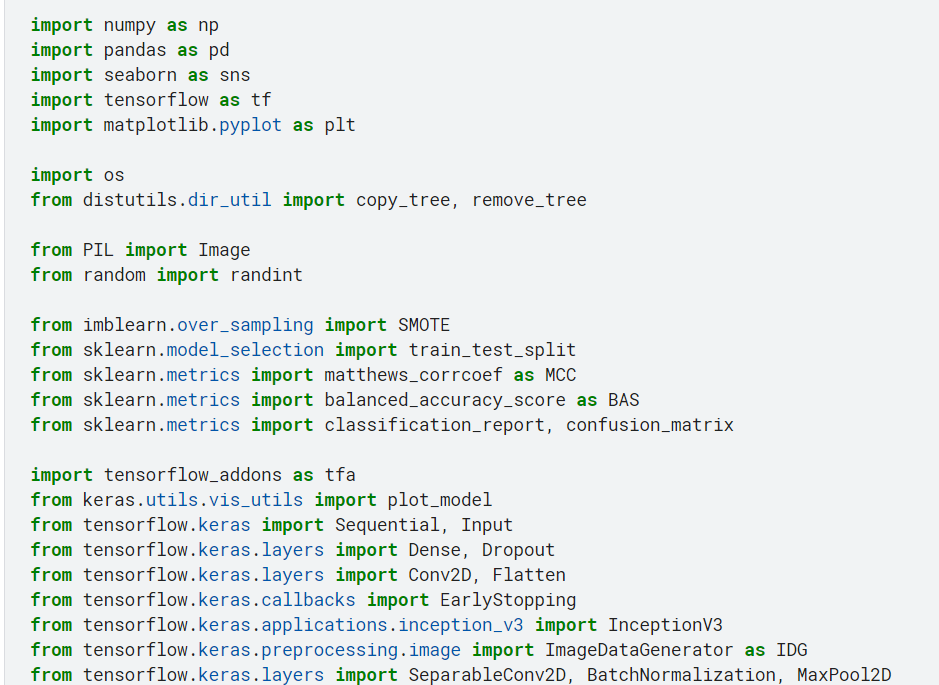 import numpy as np
import pandas as pd
import seaborn as sns
import tensorflow as tf
import matplotlib.pyplot as plt
import os
from distutils.dir_util import copy_tree, remove_tree
from PIL import Image
from random import randint
from imblearn.over_sampling import SMOTE
from sklearn.model_selection import train_test_split
from sklearn.metrics import matthews_corrcoef as MCC
from sklearn.metrics import balanced_accuracy_score as BAS
from sklearn.metrics import classification_report, confusion_matrix
import tensorflow_addons as tfa
from keras.utils.vis_utils import plot_model
from tensorflow.keras import Sequential, Input
from tensorflow.keras.layers import Dense, Dropout
from tensorflow.keras.layers import Conv2D, Flatten
from tensorflow.keras.callbacks import EarlyStopping
from tensorflow.keras.applications.inception_v3 import InceptionV3
from tensorflow.keras.preprocessing.image import ImageDataGenerator as IDG
from tensorflow.keras.layers import SeparableConv2D, BatchNormalization, MaxPool2D